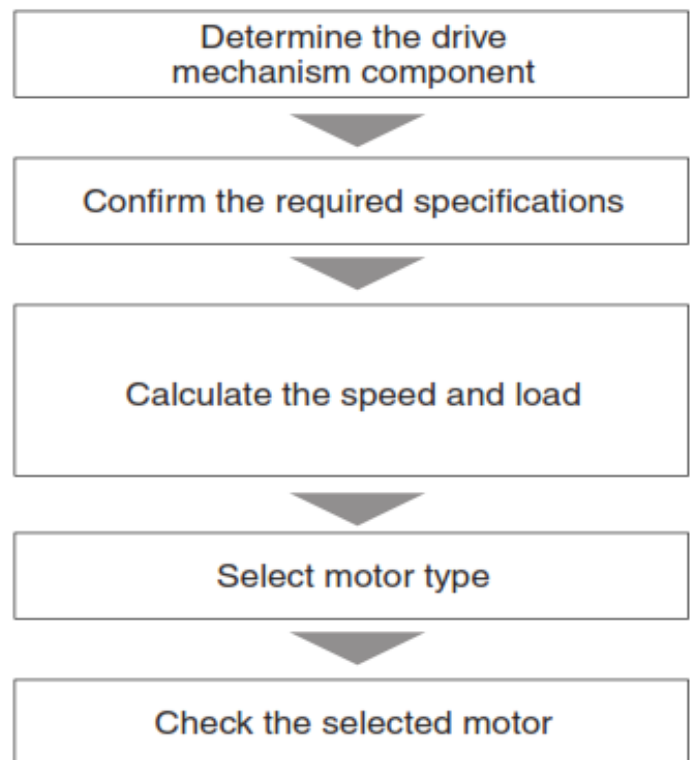 Determine the drive
mechanism component
Confirm the required specifications
Calculate the speed and load
Select motor type
Check the selected motor